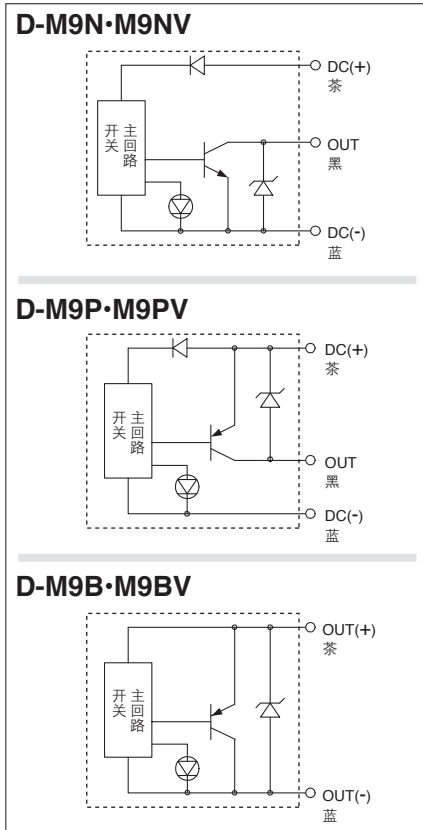 D-M9N·M9NV
DC(+)
茶
开关
主回路
OUT
黑
DC(-)
蓝
D-M9P·M9PV
DC(+)
茶
开关
主回路
OUT
黑
DC(-)
蓝
D-M9B·M9BV
OUT(+)
茶
开关
主回路
OUT(-)
蓝